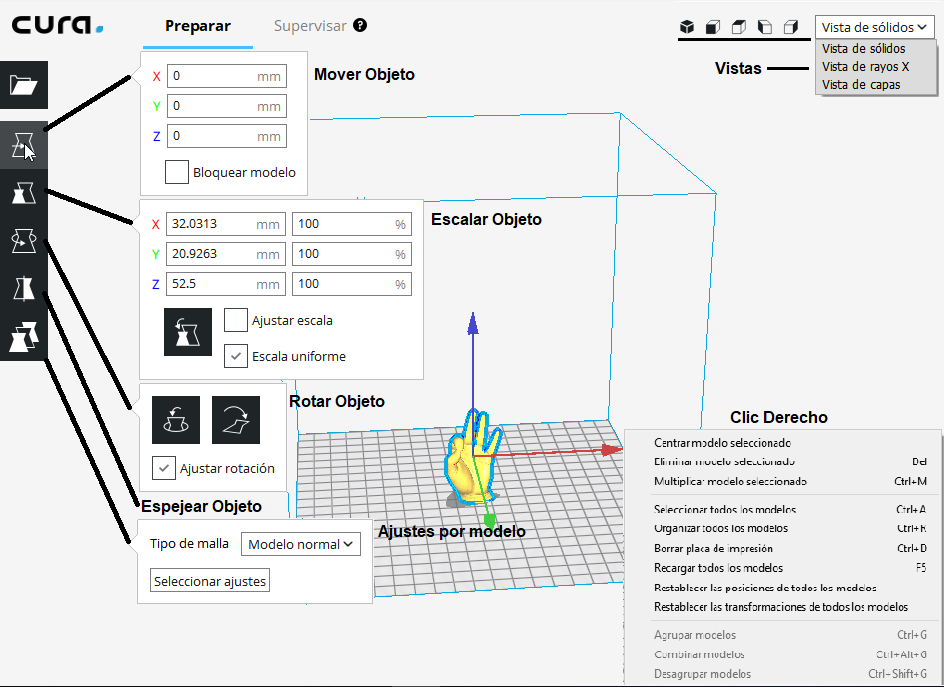 cura.
Preparar
Supervisar ?
Vista de sólidos
Vista de sólidos
Vista de rayos X
Vista de capas
Vistas
X 0 mm
Y 0 mm
Z 0 mm
Bloquear modelo
Mover Objeto
X 32.0313 mm 100 %
Y 20.9263 mm 100 %
Z 52.5 mm 100 %
Ajustar escala
Escala uniforme
Escalar Objeto
Rotar Objeto
Ajustar rotación
Espejear Objeto
Tipo de malla Modelo normal
Seleccionar ajustes
Ajustes por modelo
Clic Derecho
Centrar modelo seleccionado
Eliminar modelo seleccionado Del
Multiplicar modelo seleccionado Ctrl+M
Seleccionar todos los modelos Ctrl+A
Organizar todos los modelos Ctrl+R
Borrar placa de impresión Ctrl+D
Recargar todos los modelos F5
Restablecer las posiciones de todos los modelos
Restablecer las transformaciones de todos los modelos
Agrupar modelos Ctrl+G
Combinar modelos Ctrl+Alt+G
Desagrupar modelos Ctrl+Shift+G